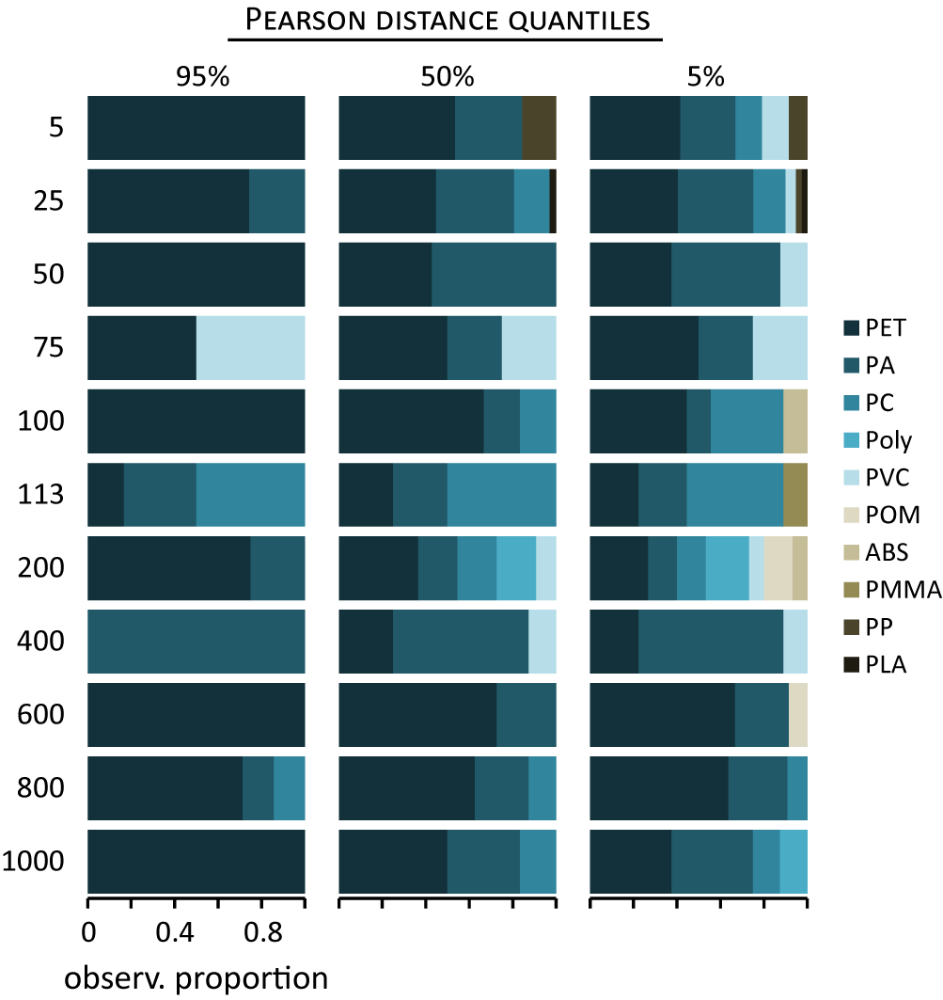 PEARSON DISTANCE QUANTILES
95% 50% 5%
5
25
50
75
100
113
200
400
600
800
1000
0 0.4 0.8
observ. proportion
PET
PA
PC
Poly
PVC
POM
ABS
PMMA
PP
PLA